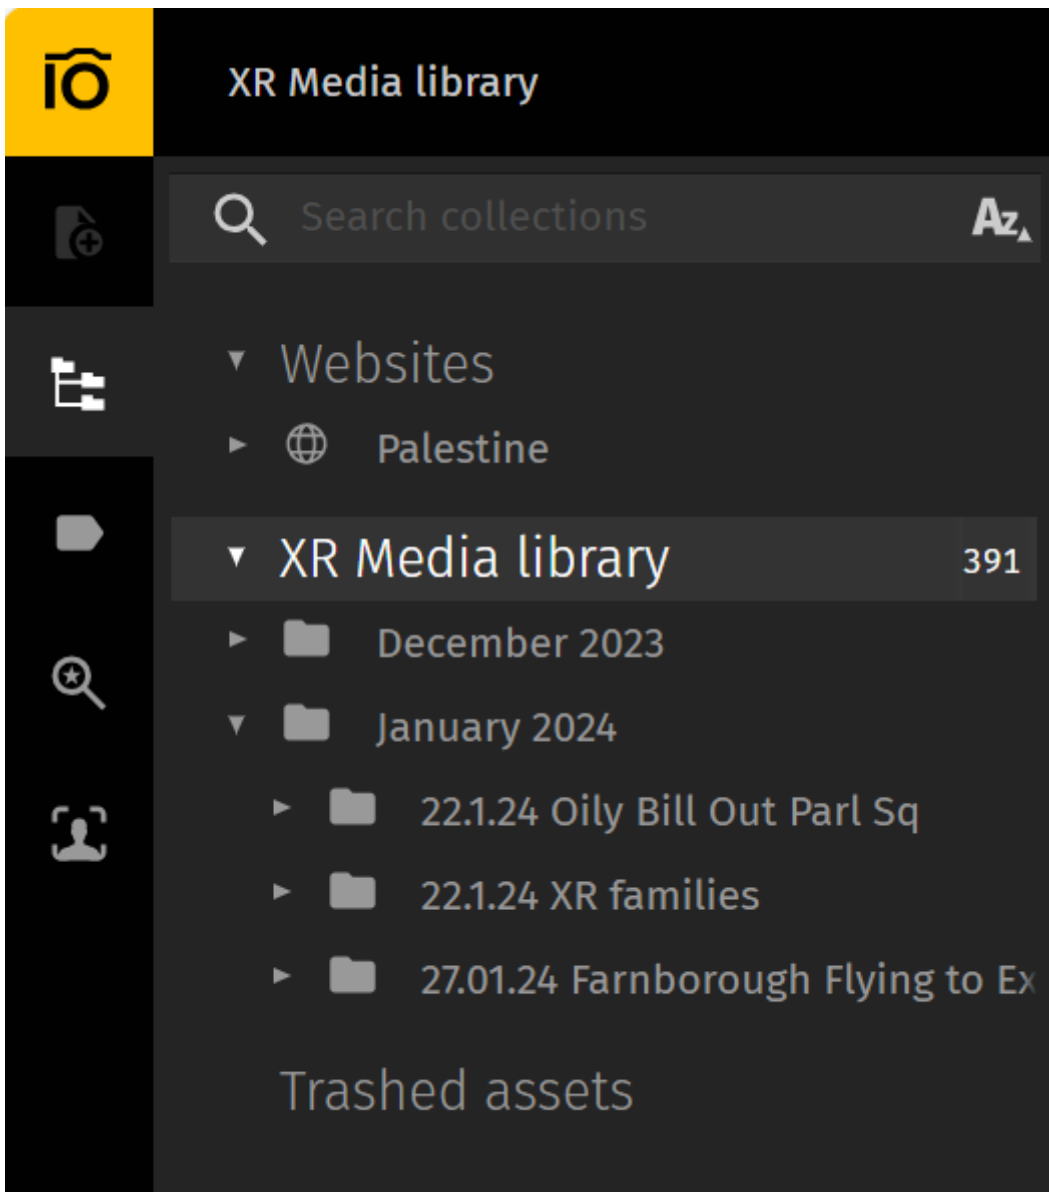 IO
XR Media library
Search collections
Az
Websites
Palestine
XR Media library 391
December 2023
January 2024
22.1.24 Oily Bill Out Parl Sq
22.1.24 XR families
27.01.24 Farnborough Flying to Ex
Trashed assets